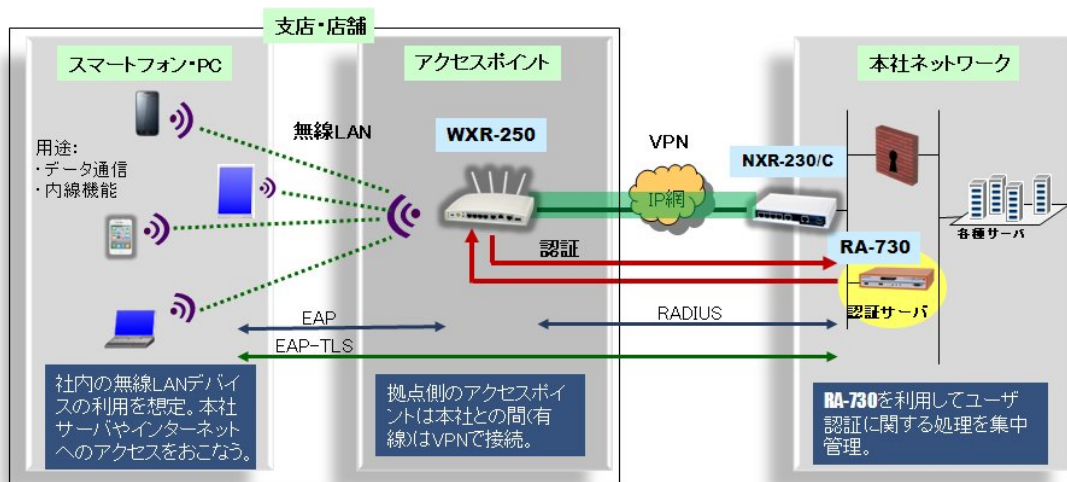 支店・店舗
スマートフォン・PC
アクセスポイント
本社ネットワーク
用途:
・データ通信
・内線機能
無線LAN
WXR-250
VPN
IP網
NXR-230/C
各種サーバ
認証
RA-730
認証サーバ
EAP
RADIUS
EAP-TLS
社内の無線LANデバイ
スの利用を想定。本社
サーバやインターネット
へのアクセスをおこなう。
拠点側のアクセスポイ
ントは本社との間(有
線)はVPNで接続。
RA-730を利用してユーザ
認証に関する処理を集中
管理。